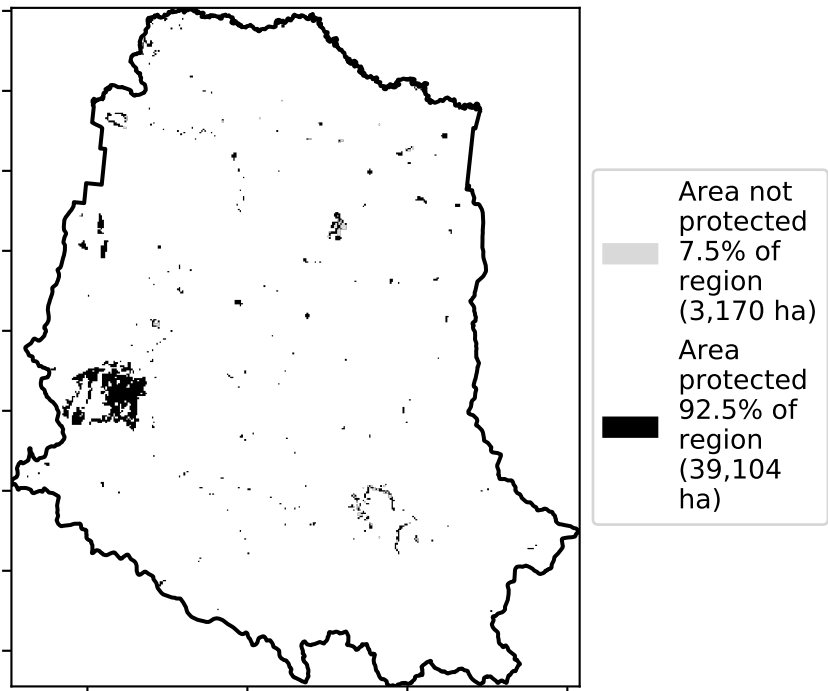 Area not
protected
7.5% of
region
(3,170 ha)
Area
protected
92.5% of
region
(39,104
ha)